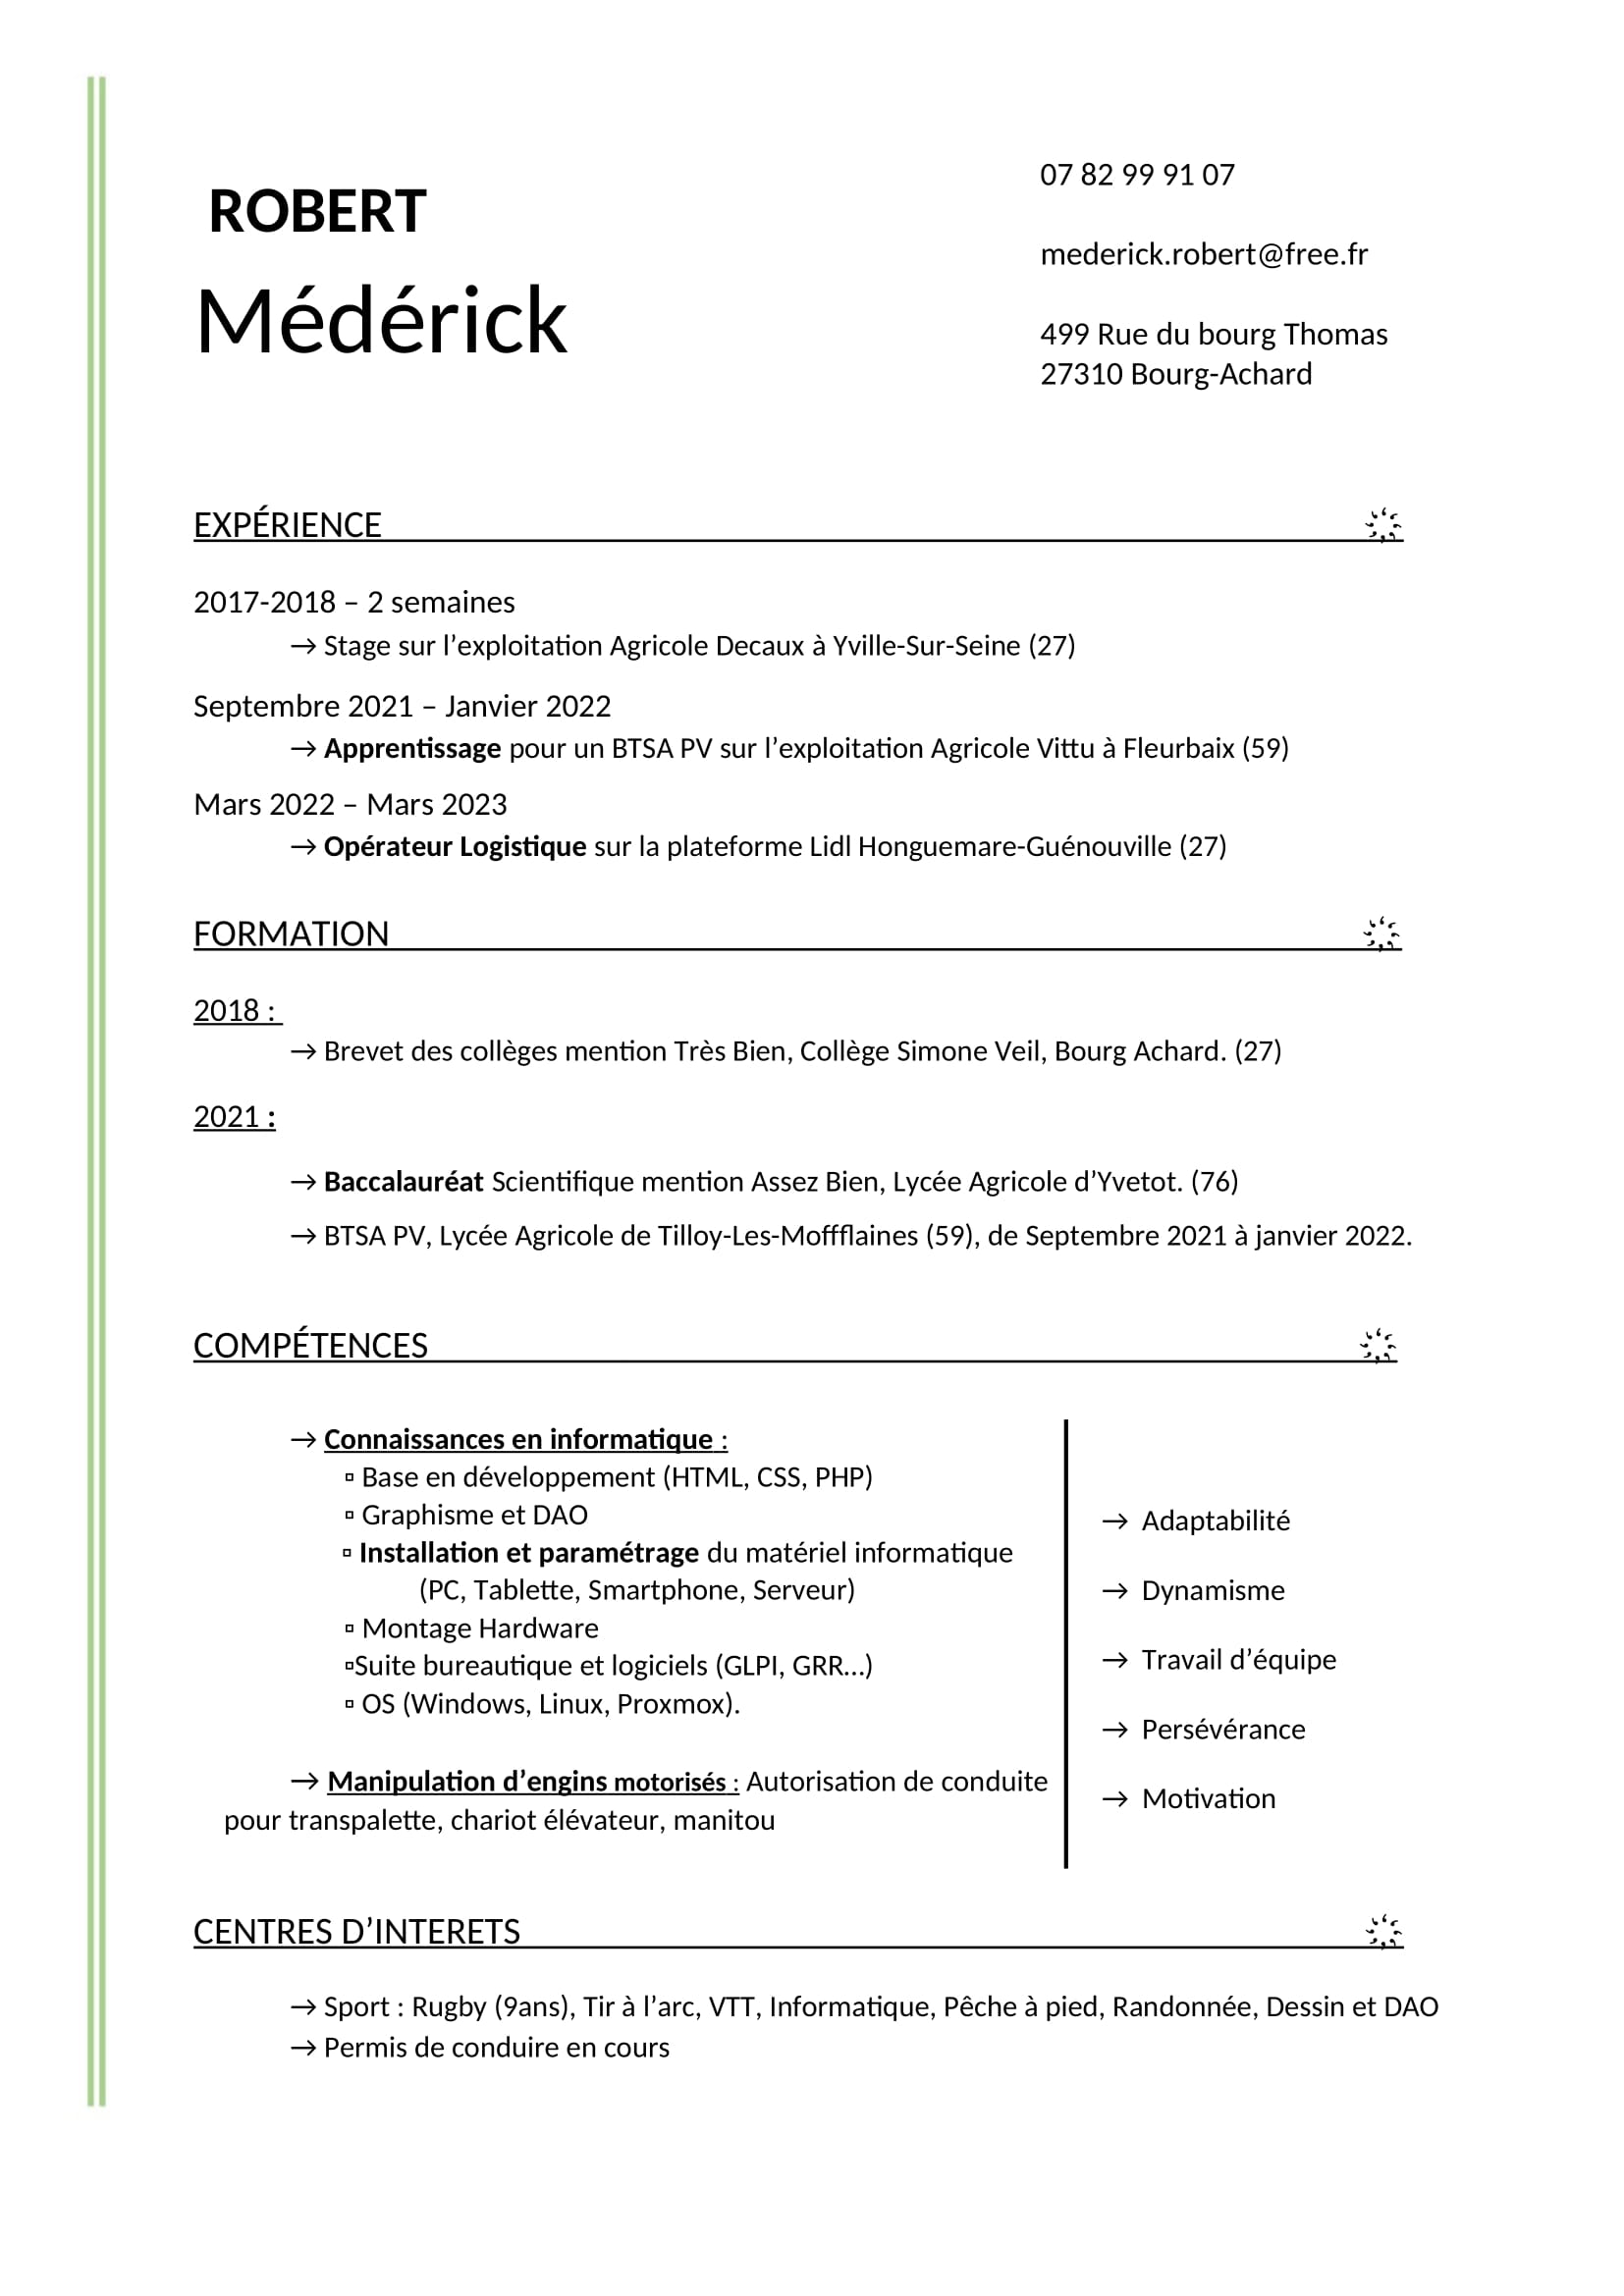 ROBERT
Médérick
07 82 99 91 07
mederick.robert@free.fr
499 Rue du bourg Thomas
27310 Bourg-Achard
EXPÉRIENCE
2017-2018 – 2 semaines
→ Stage sur l’exploitation Agricole Decaux à Yville-Sur-Seine (27)
Septembre 2021 – Janvier 2022
→ Apprentissage pour un BTSA PV sur l’exploitation Agricole Vittu à Fleurbaix (59)
Mars 2022 – Mars 2023
→ Opérateur Logistique sur la plateforme Lidl Honguemare-Guénouville (27)
FORMATION
2018 :
→ Brevet des collèges mention Très Bien, Collège Simone Veil, Bourg Achard. (27)
2021 :
→ Baccalauréat Scientifique mention Assez Bien, Lycée Agricole d’Yvetot. (76)
→ BTSA PV, Lycée Agricole de Tilloy-Les-Moffflaines (59), de Septembre 2021 à janvier 2022.
COMPÉTENCES
→ Connaissances en informatique :
▫ Base en développement (HTML, CSS, PHP)
▫ Graphisme et DAO
▫ Installation et paramétrage du matériel informatique
(PC, Tablette, Smartphone, Serveur)
▫ Montage Hardware
▫Suite bureautique et logiciels (GLPI, GRR…)
▫ OS (Windows, Linux, Proxmox).
→ Manipulation d’engins motorisés : Autorisation de conduite
pour transpalette, chariot élévateur, manitou
→ Adaptabilité
→ Dynamisme
→ Travail d’équipe
→ Persévérance
→ Motivation
CENTRES D’INTERETS
→ Sport : Rugby (9ans), Tir à l’arc, VTT, Informatique, Pêche à pied, Randonnée, Dessin et DAO
→ Permis de conduire en cours